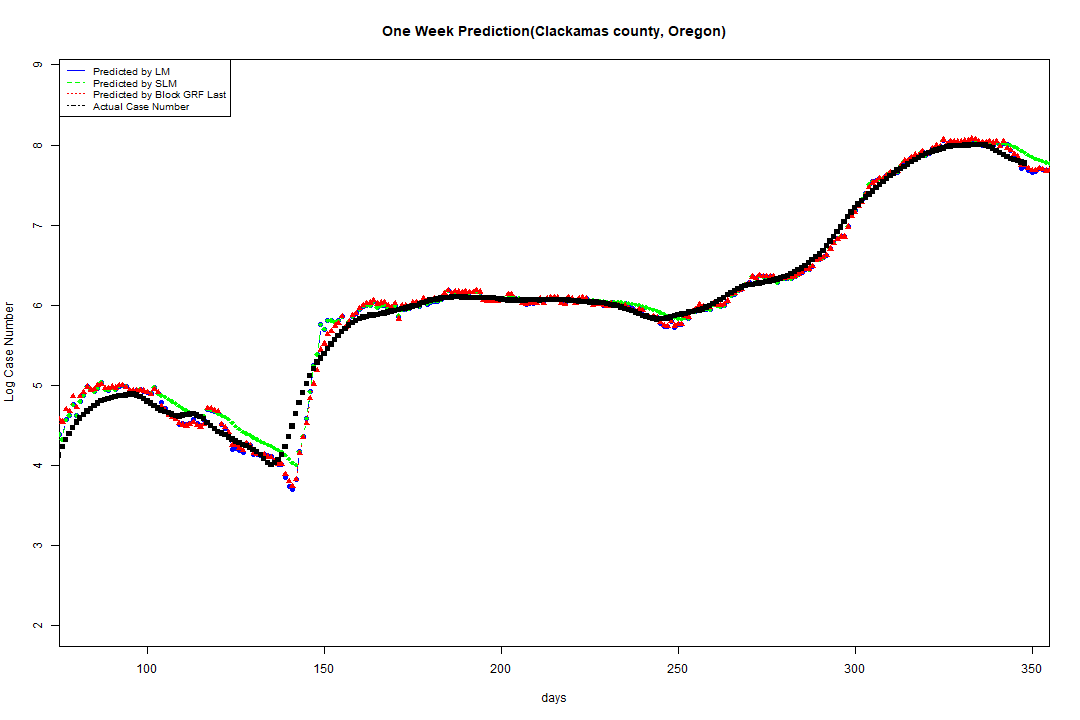 One Week Prediction(Clackamas county, Oregon)
Predicted by LM
Predicted by SLM
Predicted by Block GRF Last
Actual Case Number
9
8
7
6
5
4
3
2
Log Case Number
100 150 200 250 300 350
days